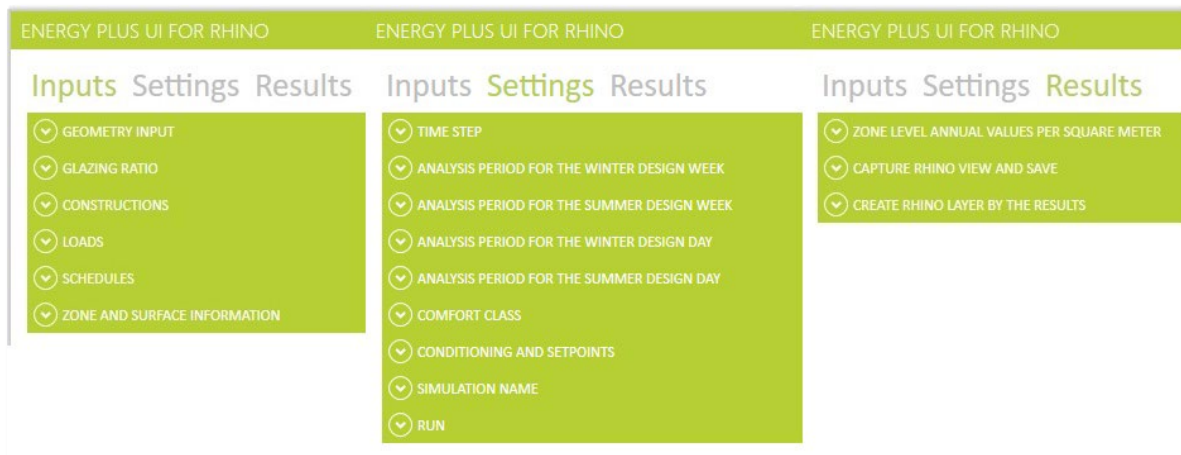 ENERGY PLUS UI FOR RHINO
Inputs Settings Results
GEOMETRY INPUT
GLAZING RATIO
CONSTRUCTIONS
LOADS
SCHEDULES
ZONE AND SURFACE INFORMATION
ENERGY PLUS UI FOR RHINO
Inputs Settings Results
TIME STEP
ANALYSIS PERIOD FOR THE WINTER DESIGN WEEK
ANALYSIS PERIOD FOR THE SUMMER DESIGN WEEK
ANALYSIS PERIOD FOR THE WINTER DESIGN DAY
ANALYSIS PERIOD FOR THE SUMMER DESIGN DAY
COMFORT CLASS
CONDITIONING AND SETPOINTS
SIMULATION NAME
RUN
ENERGY PLUS UI FOR RHINO
Inputs Settings Results
ZONE LEVEL ANNUAL VALUES PER SQUARE METER
CAPTURE RHINO VIEW AND SAVE
CREATE RHINO LAYER BY THE RESULTS